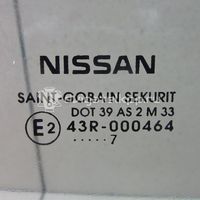 NISSAN
SAINT-GOBAIN SEKURIT
DOT 39 AS 2 M 33
E2 43R-000464
.....7